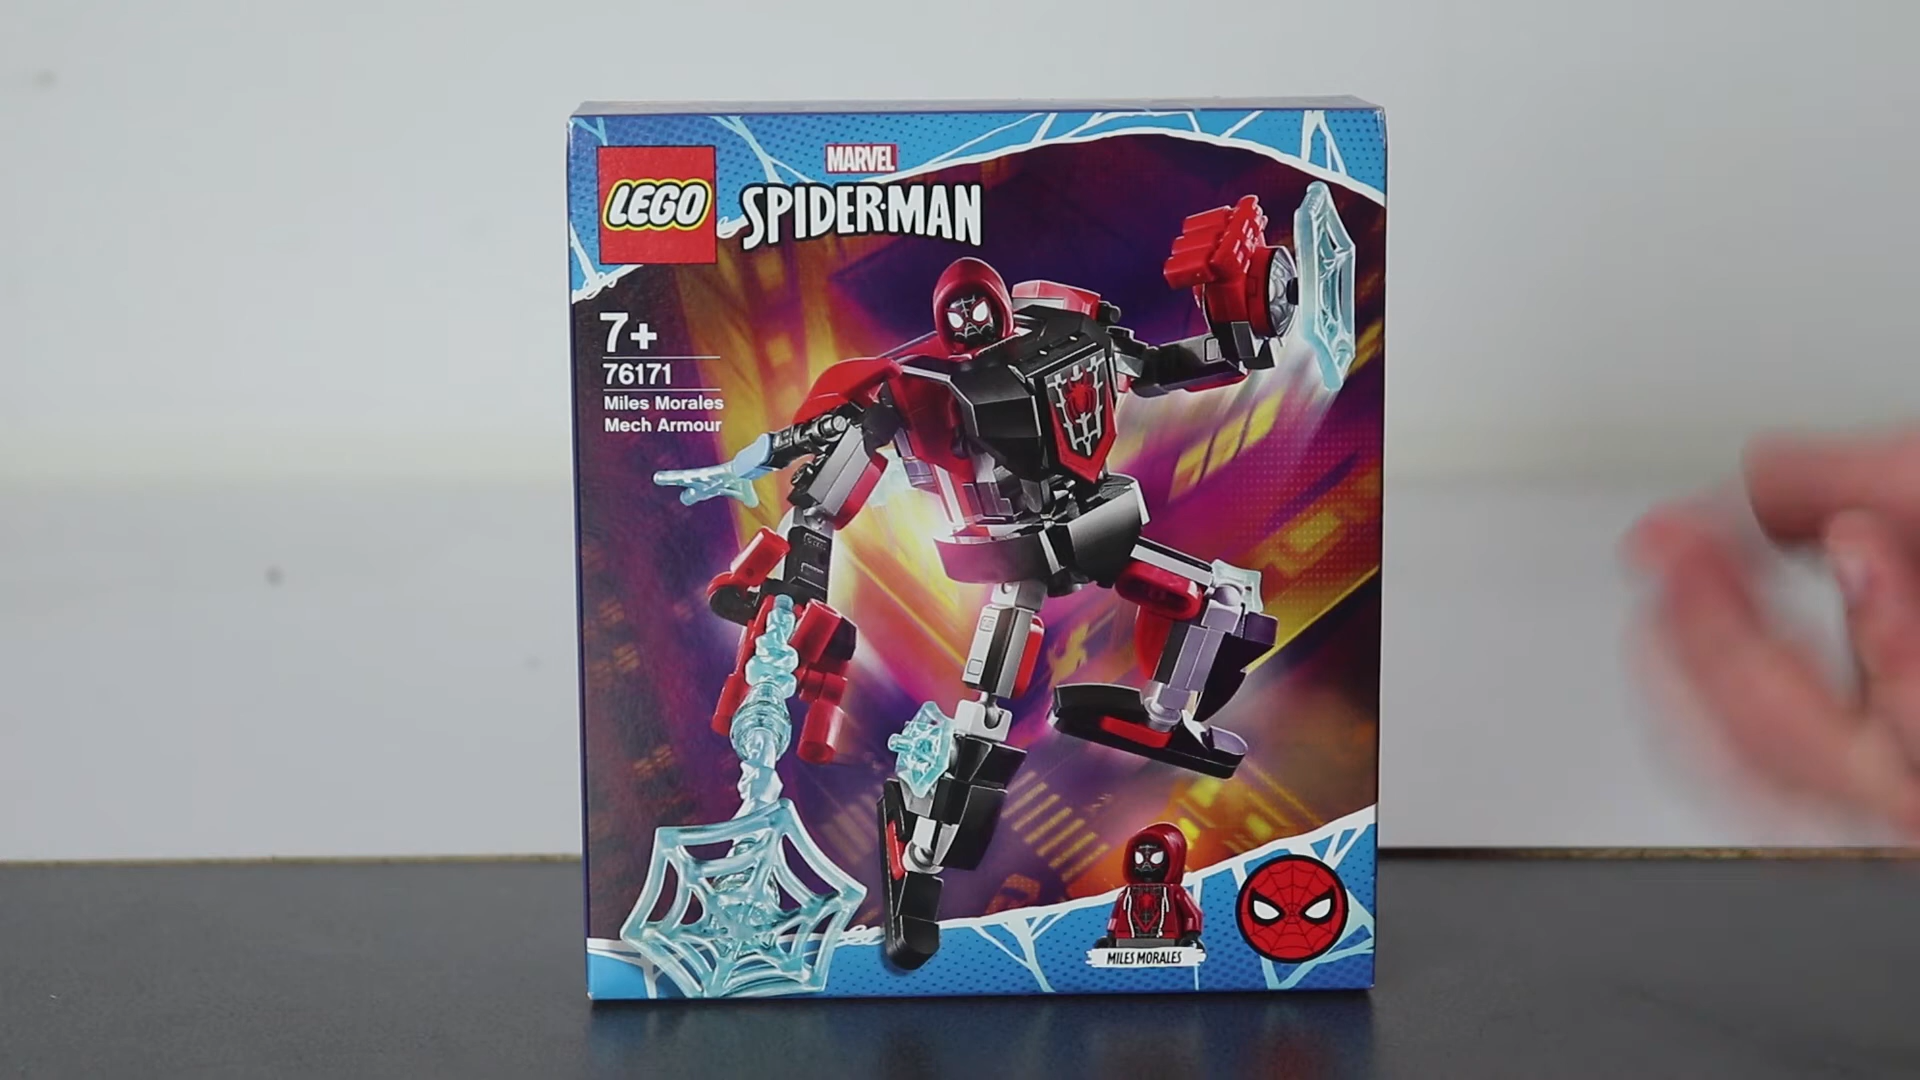 LEGO
MARVEL
SPIDER-MAN
7+
76171
Miles Morales
Mech Armour
MILES MORALES